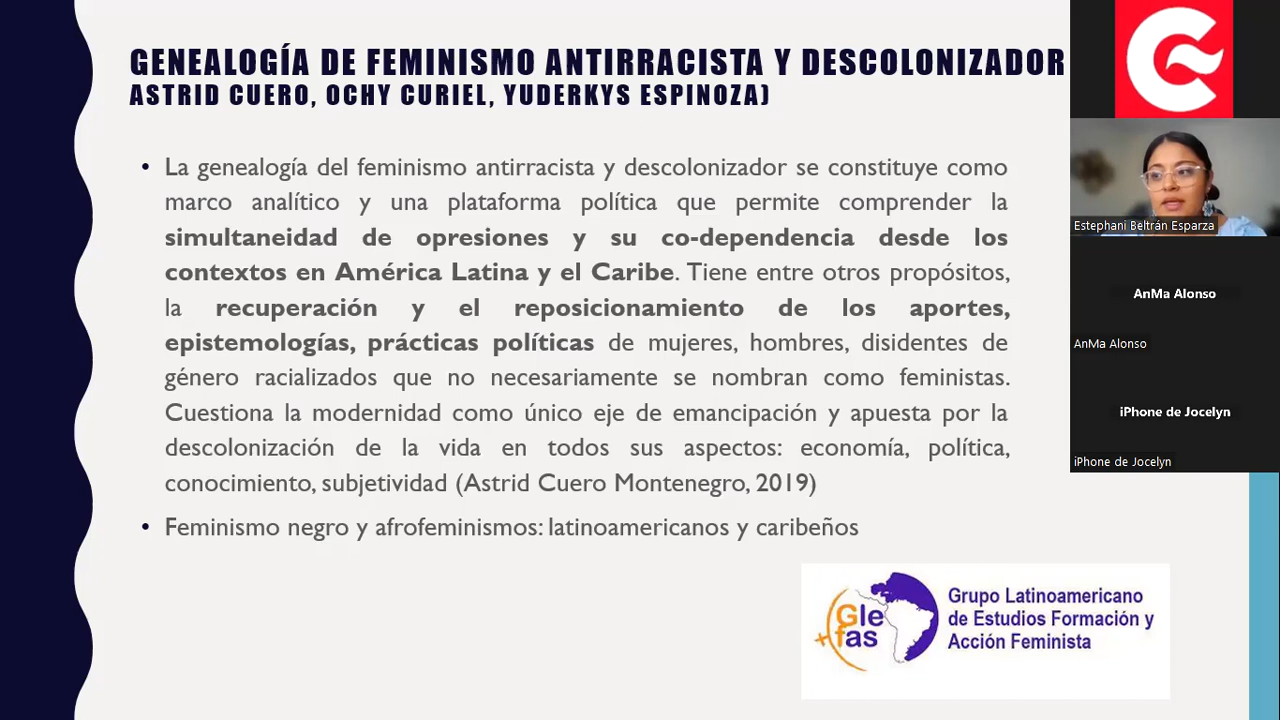 GENEALOGÍA DE FEMINISMO ANTIRRACISTA Y DESCOLONIZADOR
ASTRID CUERO, OCHY CURIEL, YUDERKYS ESPINOZA)
• La genealogía del feminismo antirracista y descolonizador se constituye como
marco analítico y una plataforma política que permite comprender la
simultaneidad de opresiones y su co-dependencia desde los
contextos en América Latina y el Caribe. Tiene entre otros propósitos,
la recuperación y el reposicionamiento de los aportes,
epistemologías, prácticas políticas de mujeres, hombres, disidentes de
género racializados que no necesariamente se nombran como feministas.
Cuestiona la modernidad como único eje de emancipación y apuesta por la
descolonización de la vida en todos sus aspectos: economía, política,
conocimiento, subjetividad (Astrid Cuero Montenegro, 2019)
• Feminismo negro y afrofeminismos: latinoamericanos y caribeños
Gle
+fas
Grupo Latinoamericano
de Estudios Formación y
Acción Feminista
Estephani Beltrán Esparza
AnMa Alonso
AnMa Alonso
iPhone de Jocelyn
iPhone de Jocelyn